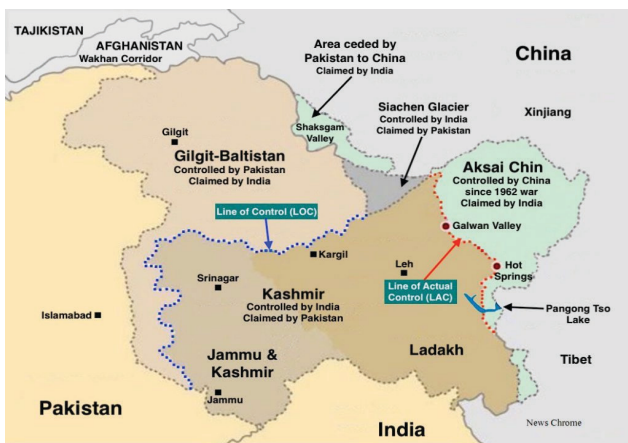 TAJIKISTAN
AFGHANISTAN
Wakhan Corridor
Area ceded by
Pakistan to China
Claimed by India
China
Siachen Glacier
Controlled by India
Claimed by Pakistan
Xinjiang
Shaksgam
Valley
Gilgit
Gilgit-Baltistan
Controlled by Pakistan
Claimed by India
Aksai Chin
Controlled by China
since 1962 war
Claimed by India
Line of Control (LOC)
Galwan Valley
Kargil
Leh
Hot
Springs
Srinagar
Line of Actual
Control (LAC)
Kashmir
Controlled by India
Claimed by Pakistan
Islamabad
Pangong Tso
Lake
Jammu &
Kashmir
Ladakh
Tibet
Jammu
Pakistan
India
News Chrome